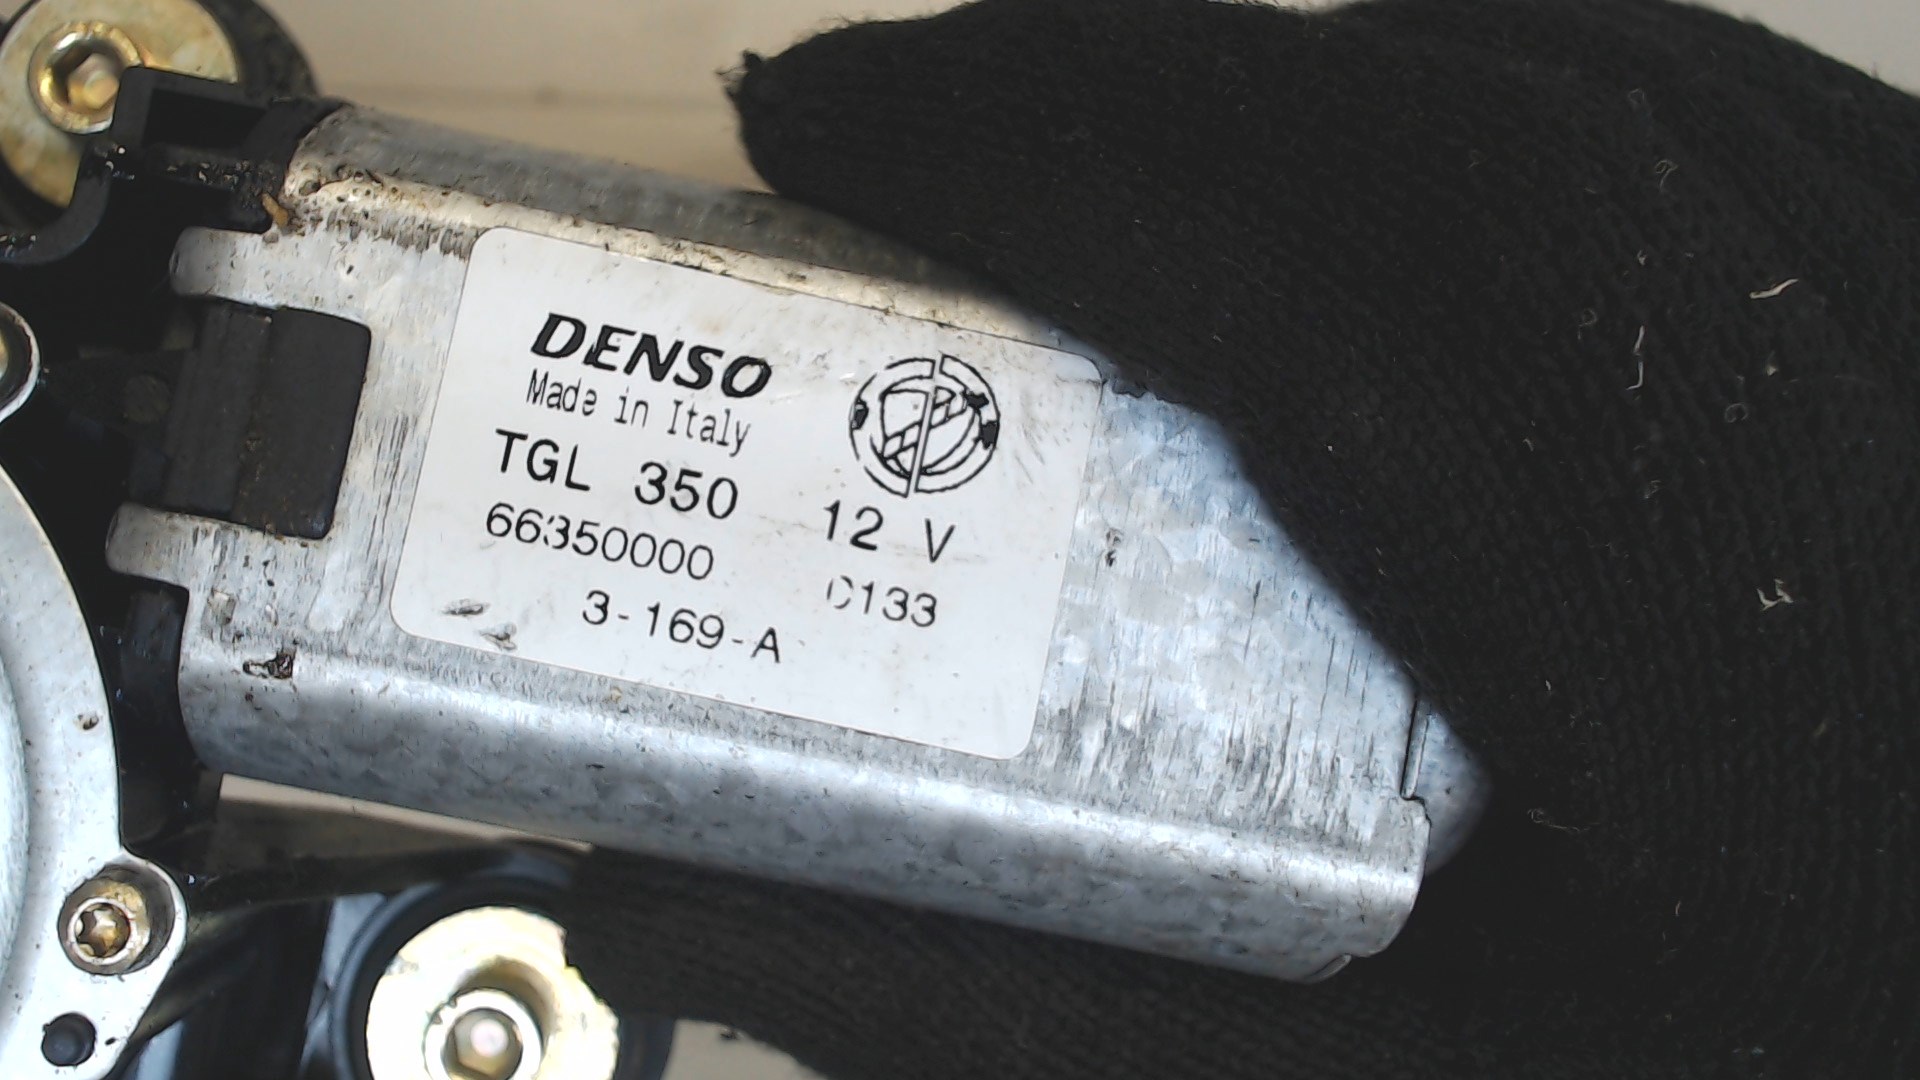 DENSO
Made in Italy
TGL 350 12 V
66350000 C133
3-169-A